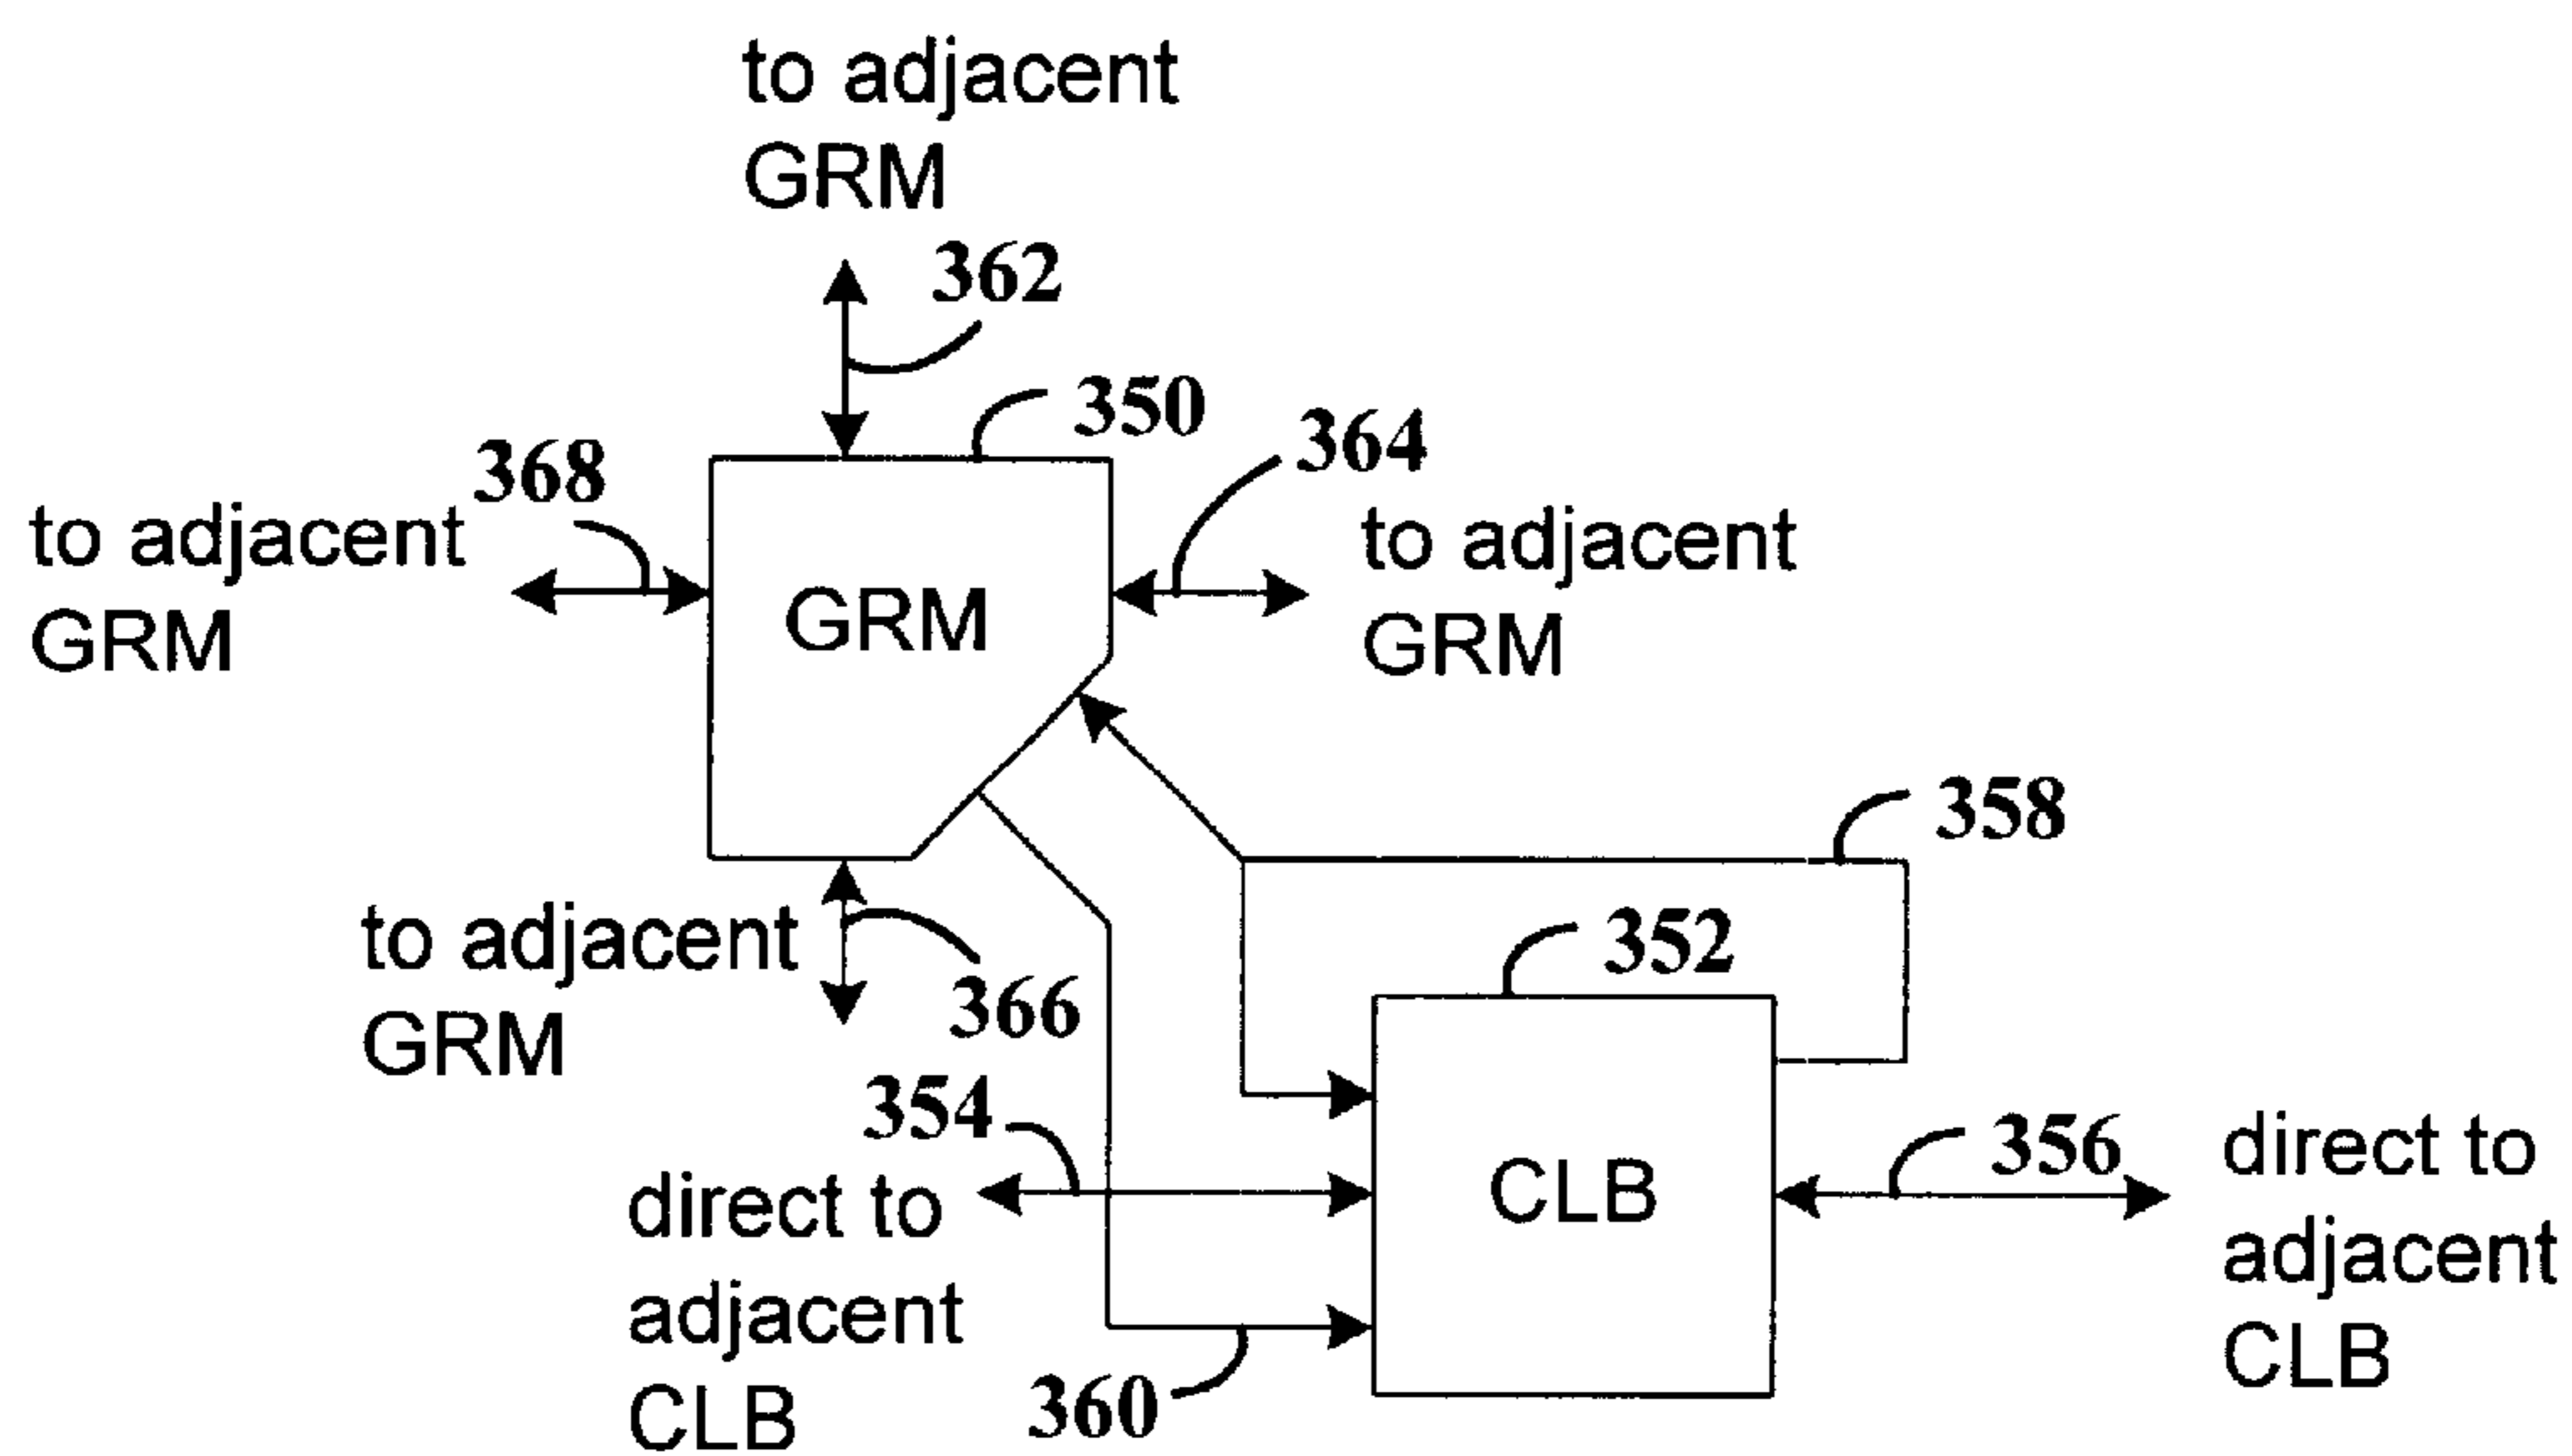 to adjacent
GRM
362
350
364
368
to adjacent
GRM
to adjacent
GRM
GRM
358
352
to adjacent
GRM
366
354
direct to
adjacent
CLB
CLB
356
direct to
adjacent
CLB
360